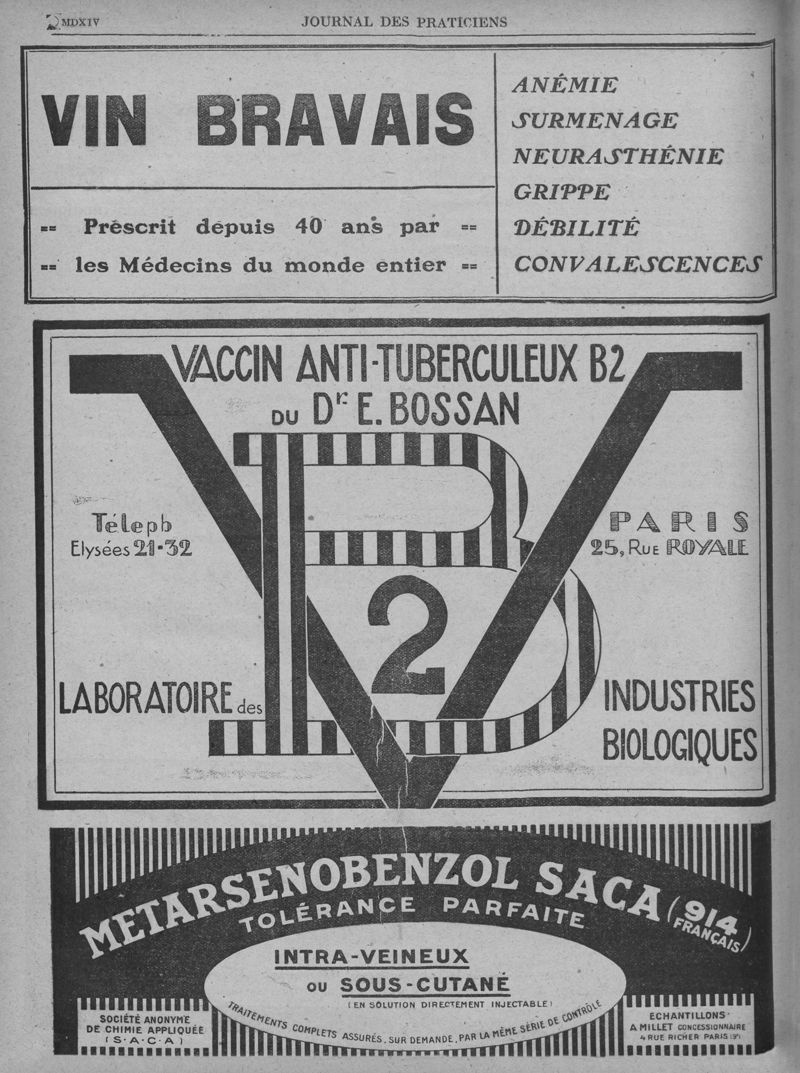 MDXIV
JOURNAL DES PRATICIENS
VIN BRAVAIS
Prescrit depuis 40 ans par
les Médecins du monde entier
ANÉMIE
SURMENAGE
NEURASTHÉNIE
GRIPPE
DÉBILITÉ
CONVALESCENCES
VACCIN ANTI-TUBERCULEUX B2
DU Dr. E. BOSSAN
Téleph
Elysées 21-32
PARIS
25, RUE ROYALE
VB
2
LABORATOIRE des
INDUSTRIES
BIOLOGIQUES
METARSENOBENZOL SACA (914
FRANÇAIS)
TOLÉRANCE PARFAITE
INTRA-VEINEUX
OU SOUS-CUTANÉ
(EN SOLUTION DIRECTEMENT INJECTABLE)
TRAITEMENTS COMPLETS ASSURÉS, SUR DEMANDE, PAR LA MÊME SÉRIE DE CONTRÔLE
SOCIÉTÉ ANONYME
DE CHIMIE APPLIQUÉE
(S·A·C·A)
ECHANTILLONS
A MILLET CONCESSIONNAIRE
4 RUE RICHER PARIS (9e)